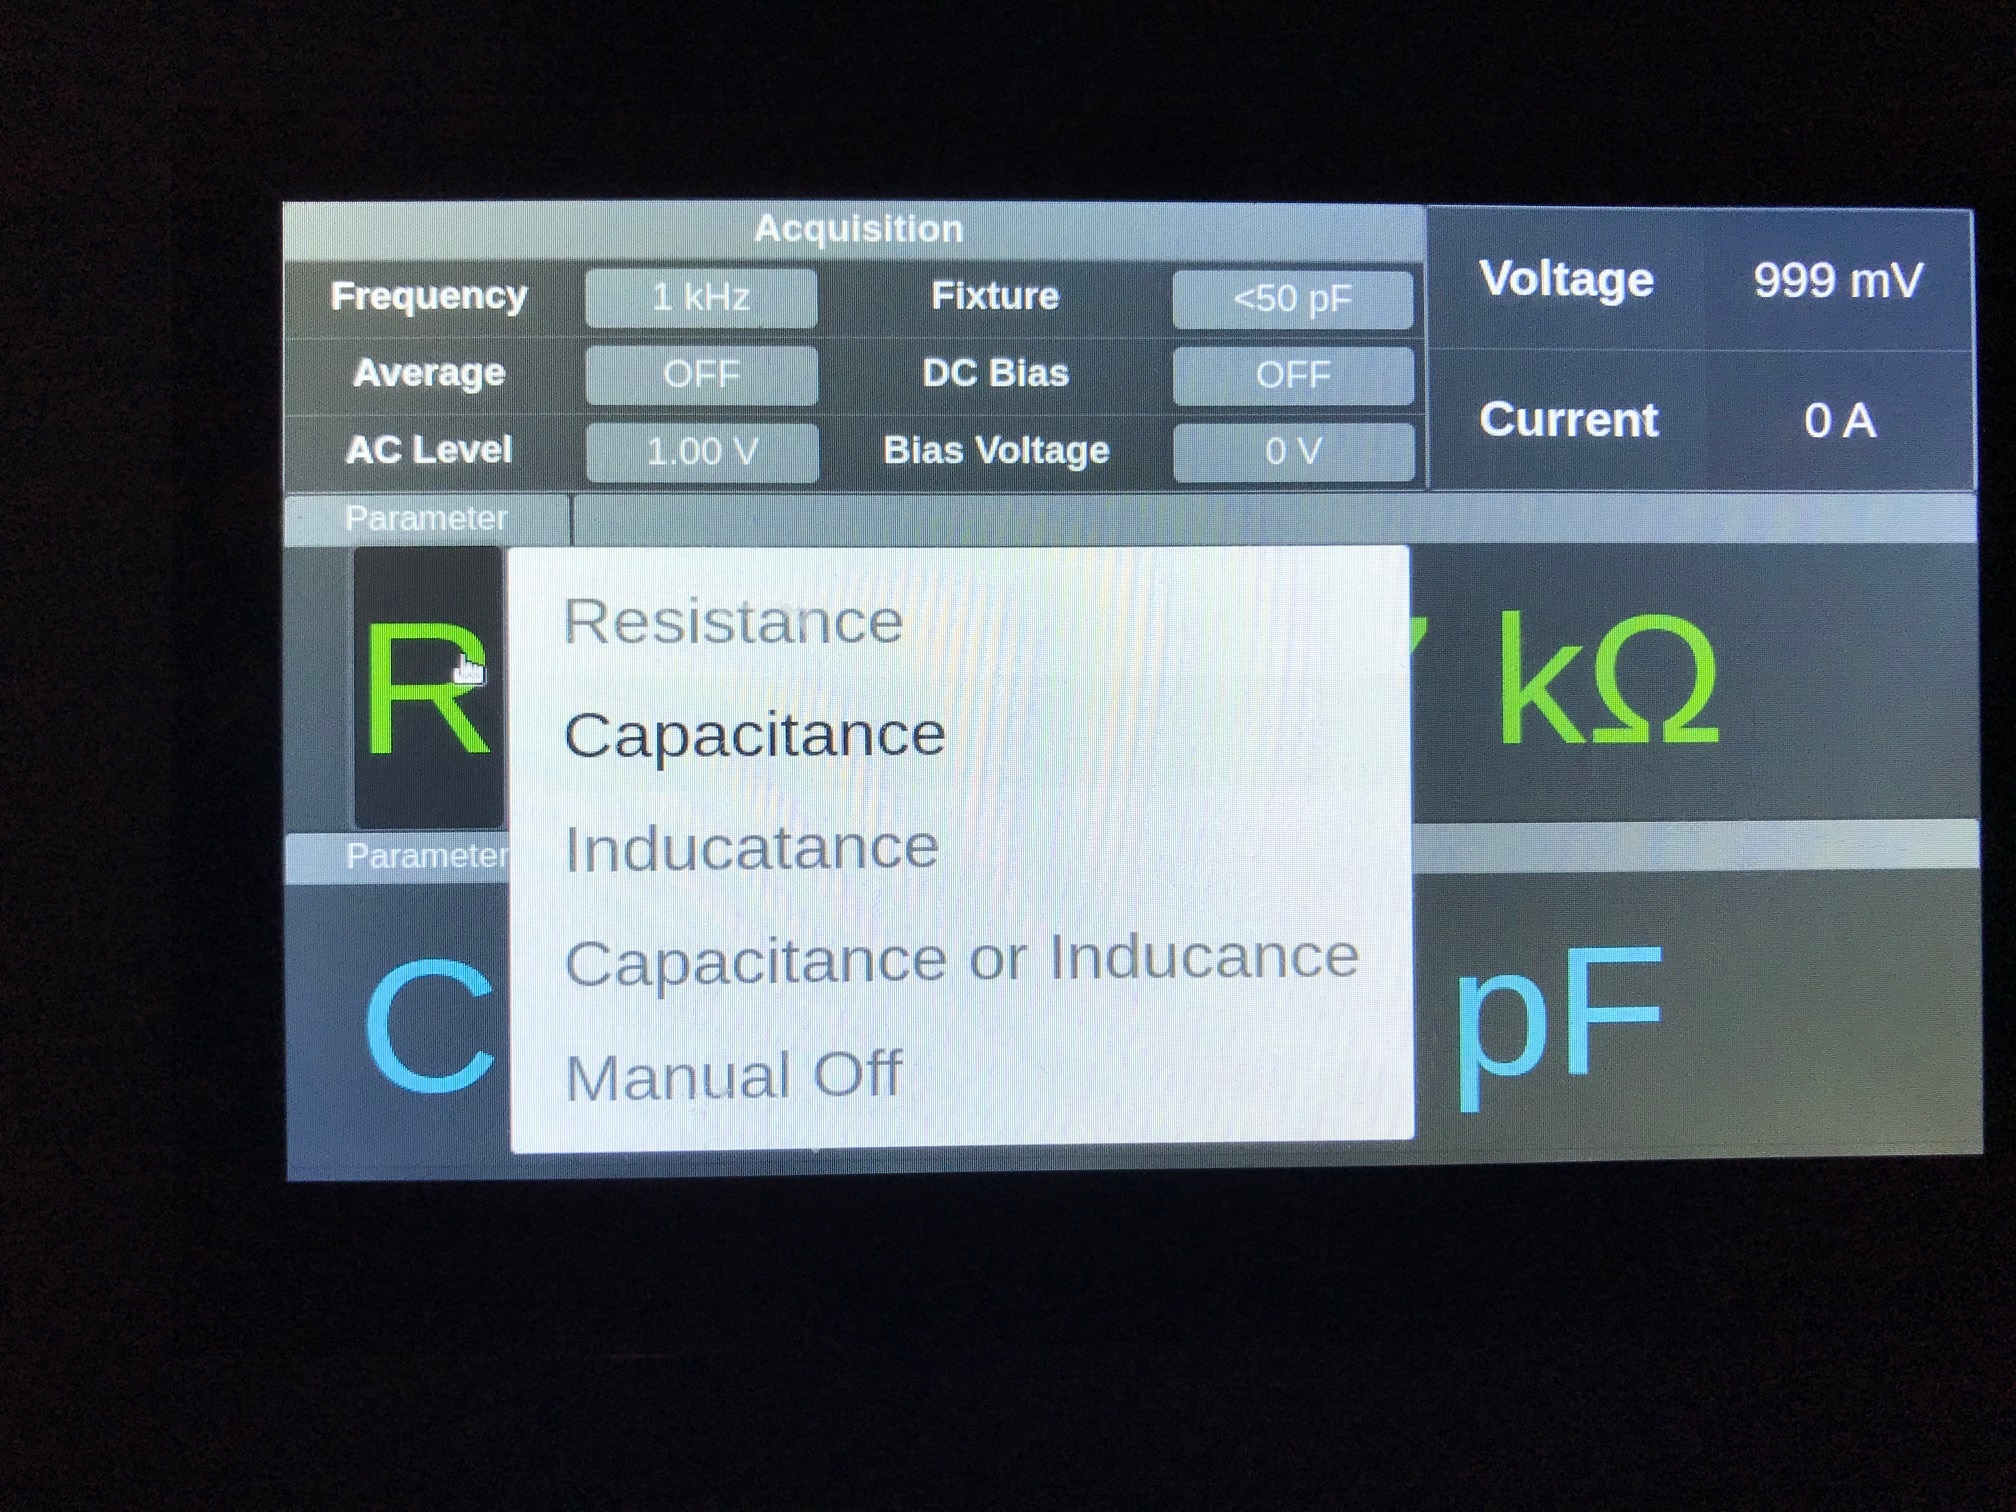 Acquisition
Frequency 1 kHz Fixture <50 pF
Average OFF DC Bias OFF
AC Level 1.00 V Bias Voltage 0 V
Voltage 999 mV
Current 0 A
Parameter
R kΩ
Resistance
Capacitance
Inducatance
Capacitance or Inducance
Manual Off
Parameter
C pF